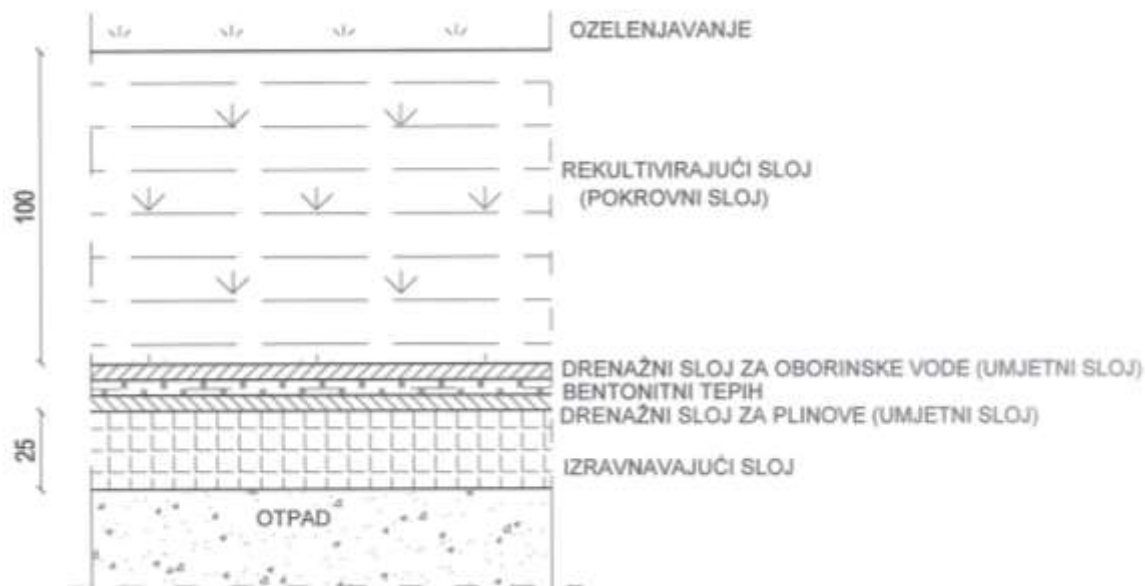 OZELENJAVANJE
100
REKULTIVIRAJUĆI SLOJ
(POKROVNI SLOJ)
DRENAŽNI SLOJ ZA OBORINSKE VODE (UMJETNI SLOJ)
BENTONITNI TEPIH
DRENAŽNI SLOJ ZA PLINOVE (UMJETNI SLOJ)
25
IZRAVNAVAJUĆI SLOJ
OTPAD